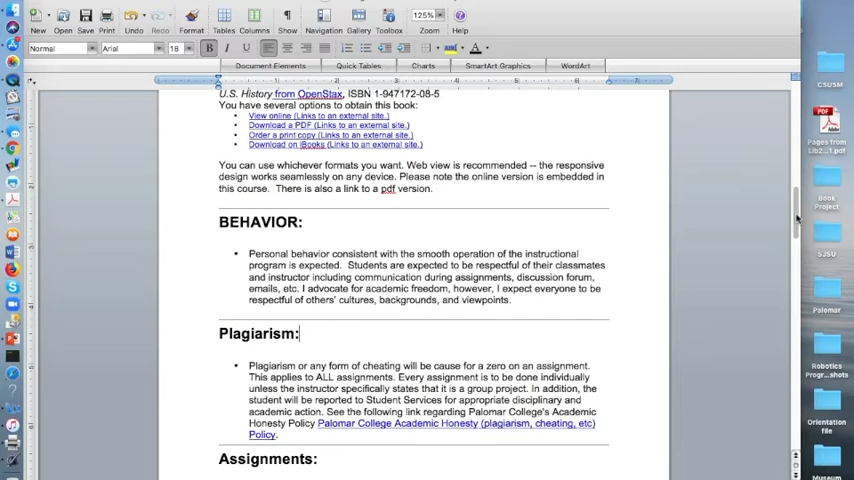 125%
New Open Save Print Undo Format Tables Columns Show Navigation Gallery Toolbox Zoom Help
Normal Arial 18 B I U
Document Elements Quick Tables Charts SmartArt Graphics WordArt
U.S. History from OpenStax, ISBN 1-947172-08-5
You have several options to obtain this book:
• View online (Links to an external site.)
• Download a PDF (Links to an external site.)
• Order a print copy (Links to an external site.)
• Download on iBooks (Links to an external site.)
You can use whichever formats you want. Web view is recommended -- the responsive
design works seamlessly on any device. Please note the online version is embedded in
this course. There is also a link to a pdf version.
BEHAVIOR:
• Personal behavior consistent with the smooth operation of the instructional
program is expected. Students are expected to be respectful of their classmates
and instructor including communication during assignments, discussion forum,
emails, etc. I advocate for academic freedom, however, I expect everyone to be
respectful of others' cultures, backgrounds, and viewpoints.
Plagiarism:
• Plagiarism or any form of cheating will be cause for a zero on an assignment.
This applies to ALL assignments. Every assignment is to be done individually
unless the instructor specifically states that it is a group project. In addition, the
student will be reported to Student Services for appropriate disciplinary and
academic action. See the following link regarding Palomar College's Academic
Honesty Policy Palomar College Academic Honesty (plagiarism, cheating, etc)
Policy.
Assignments:
CSUSM
PDF
Pages from
Lib2...1.pdf
Book
Project
SJSU
Palomar
Robotics
Progr...shots
Orientation
file
Museum